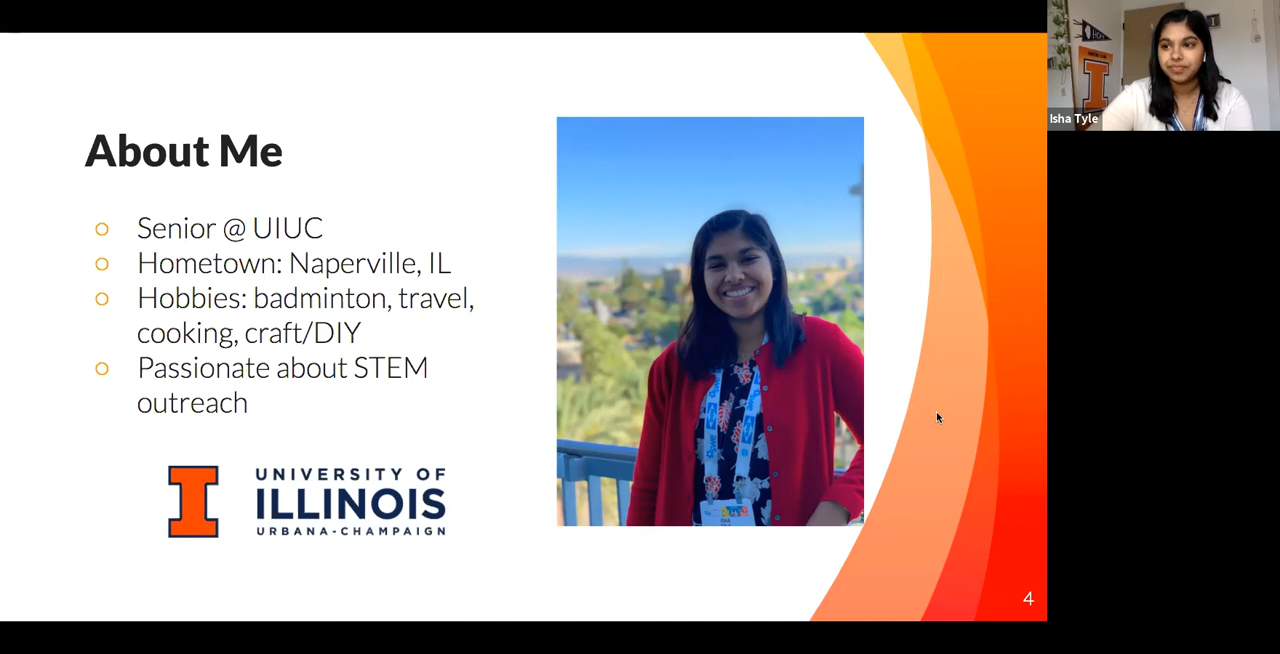 About Me
Senior @ UIUC
Hometown: Naperville, IL
Hobbies: badminton, travel,
cooking, craft/DIY
Passionate about STEM
outreach
UNIVERSITY OF
ILLINOIS
URBANA-CHAMPAIGN
4
Isha Tyle